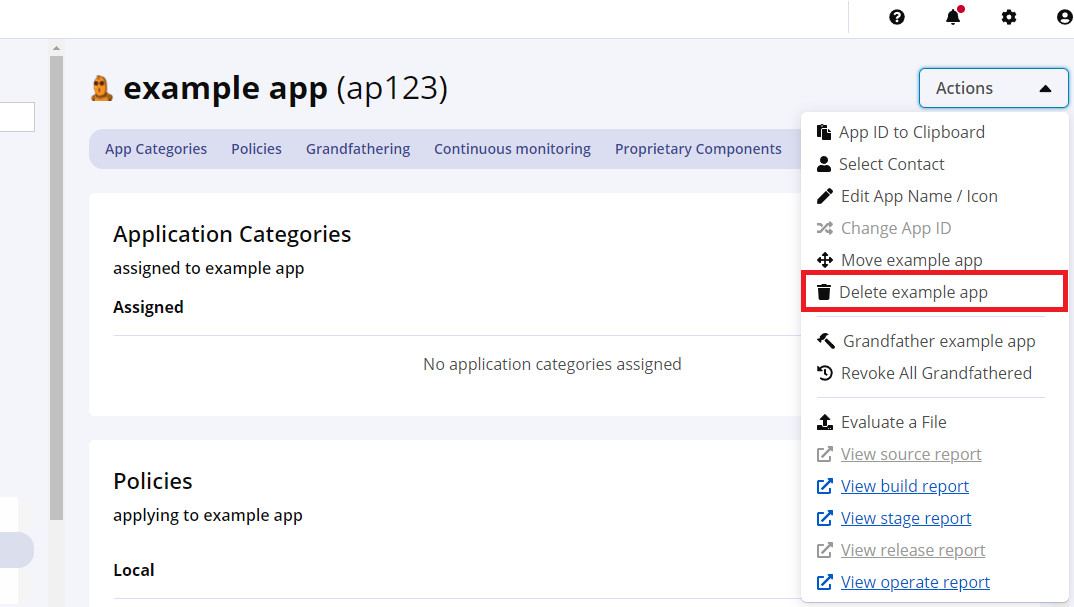 example app (ap123)
Actions
App Categories Policies Grandfathering Continuous monitoring Proprietary Components
App ID to Clipboard
Select Contact
Edit App Name / Icon
Change App ID
Move example app
Delete example app
Grandfather example app
Revoke All Grandfathered
Evaluate a File
View source report
View build report
View stage report
View release report
View operate report
Application Categories
assigned to example app
Assigned
No application categories assigned
Policies
applying to example app
Local